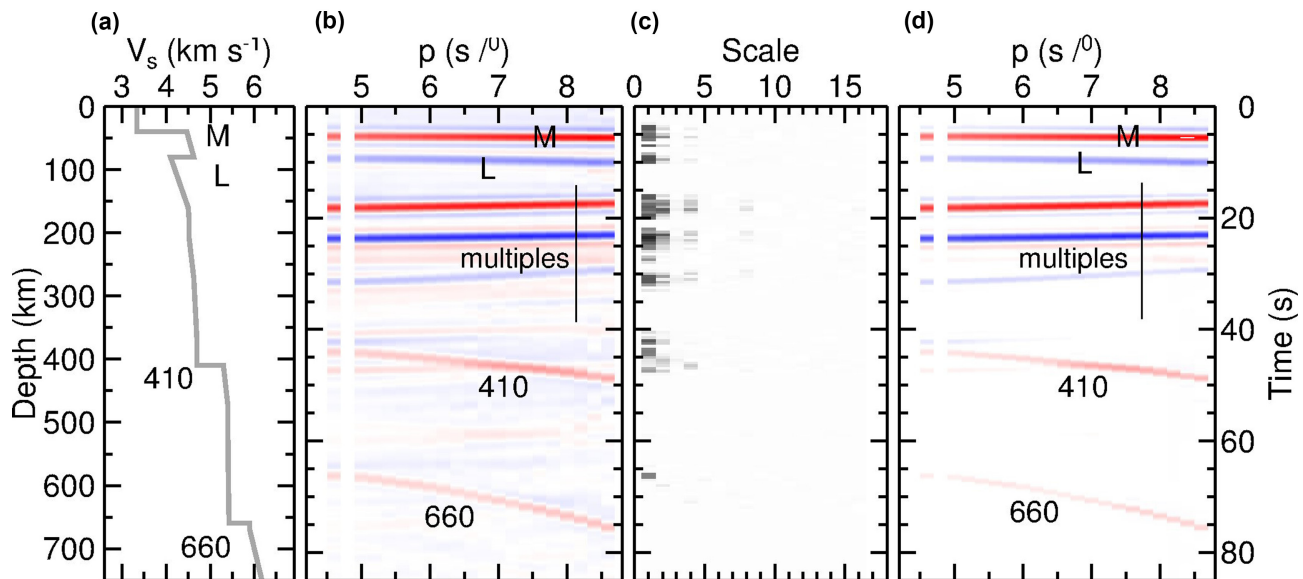 (a) (b) (c) (d)
Vs (km s-1) p (s /0) Scale p (s /0)
3 4 5 6 5 6 7 8 0 5 10 15 5 6 7 8
0 0
M M M
L L L
100
200 20
multiples multiples
300
Depth (km) Time (s)
400 40
410 410 410
500
600 60
660 660 660
700 80